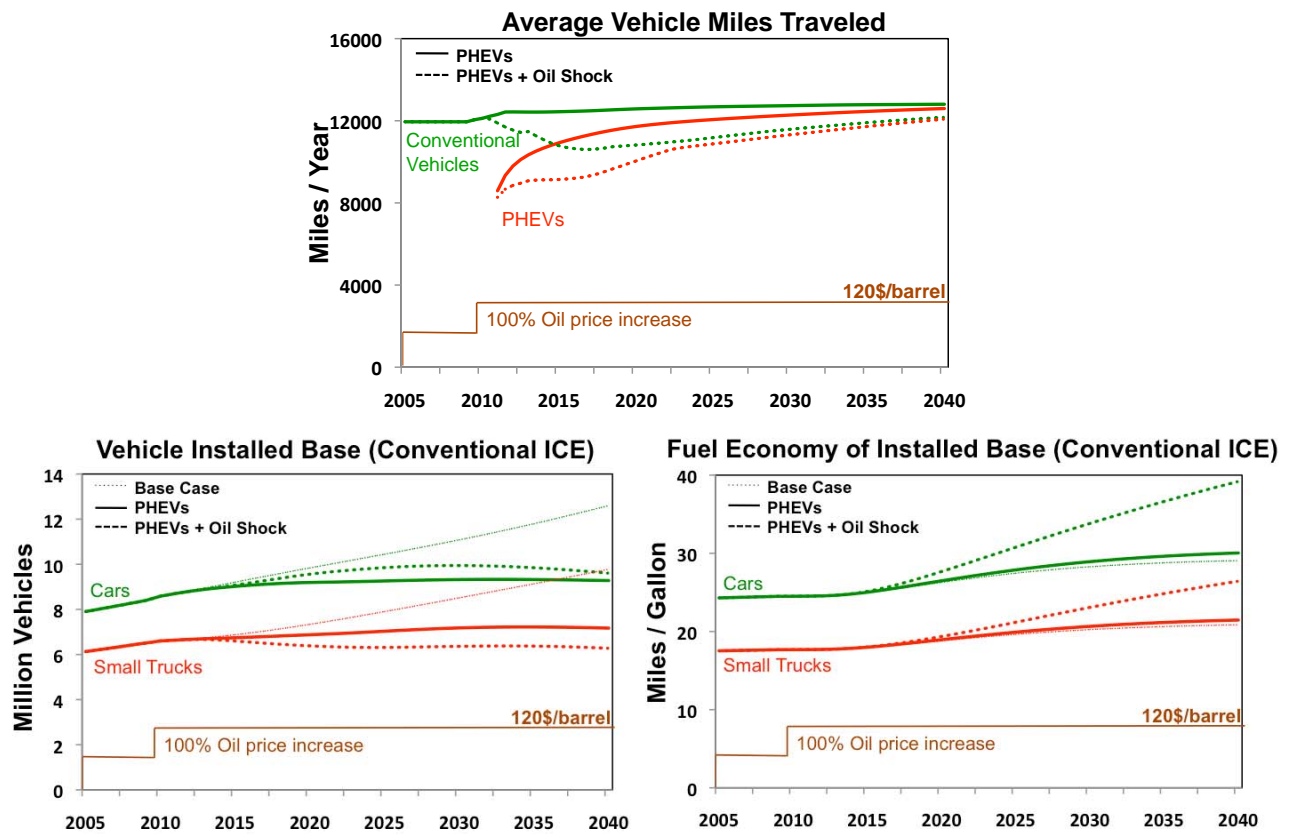 Average Vehicle Miles Traveled
Miles / Year
16000
12000
8000
4000
0
PHEVs
PHEVs + Oil Shock
Conventional
Vehicles
PHEVs
120$/barrel
100% Oil price increase
2005 2010 2015 2020 2025 2030 2035 2040
Vehicle Installed Base (Conventional ICE)
Million Vehicles
14
12
10
8
6
4
2
0
Base Case
PHEVs
PHEVs + Oil Shock
Cars
Small Trucks
120$/barrel
100% Oil price increase
2005 2010 2015 2020 2025 2030 2035 2040
Fuel Economy of Installed Base (Conventional ICE)
Miles / Gallon
40
30
20
10
0
Base Case
PHEVs
PHEVs + Oil Shock
Cars
Small Trucks
120$/barrel
100% Oil price increase
2005 2010 2015 2020 2025 2030 2035 2040